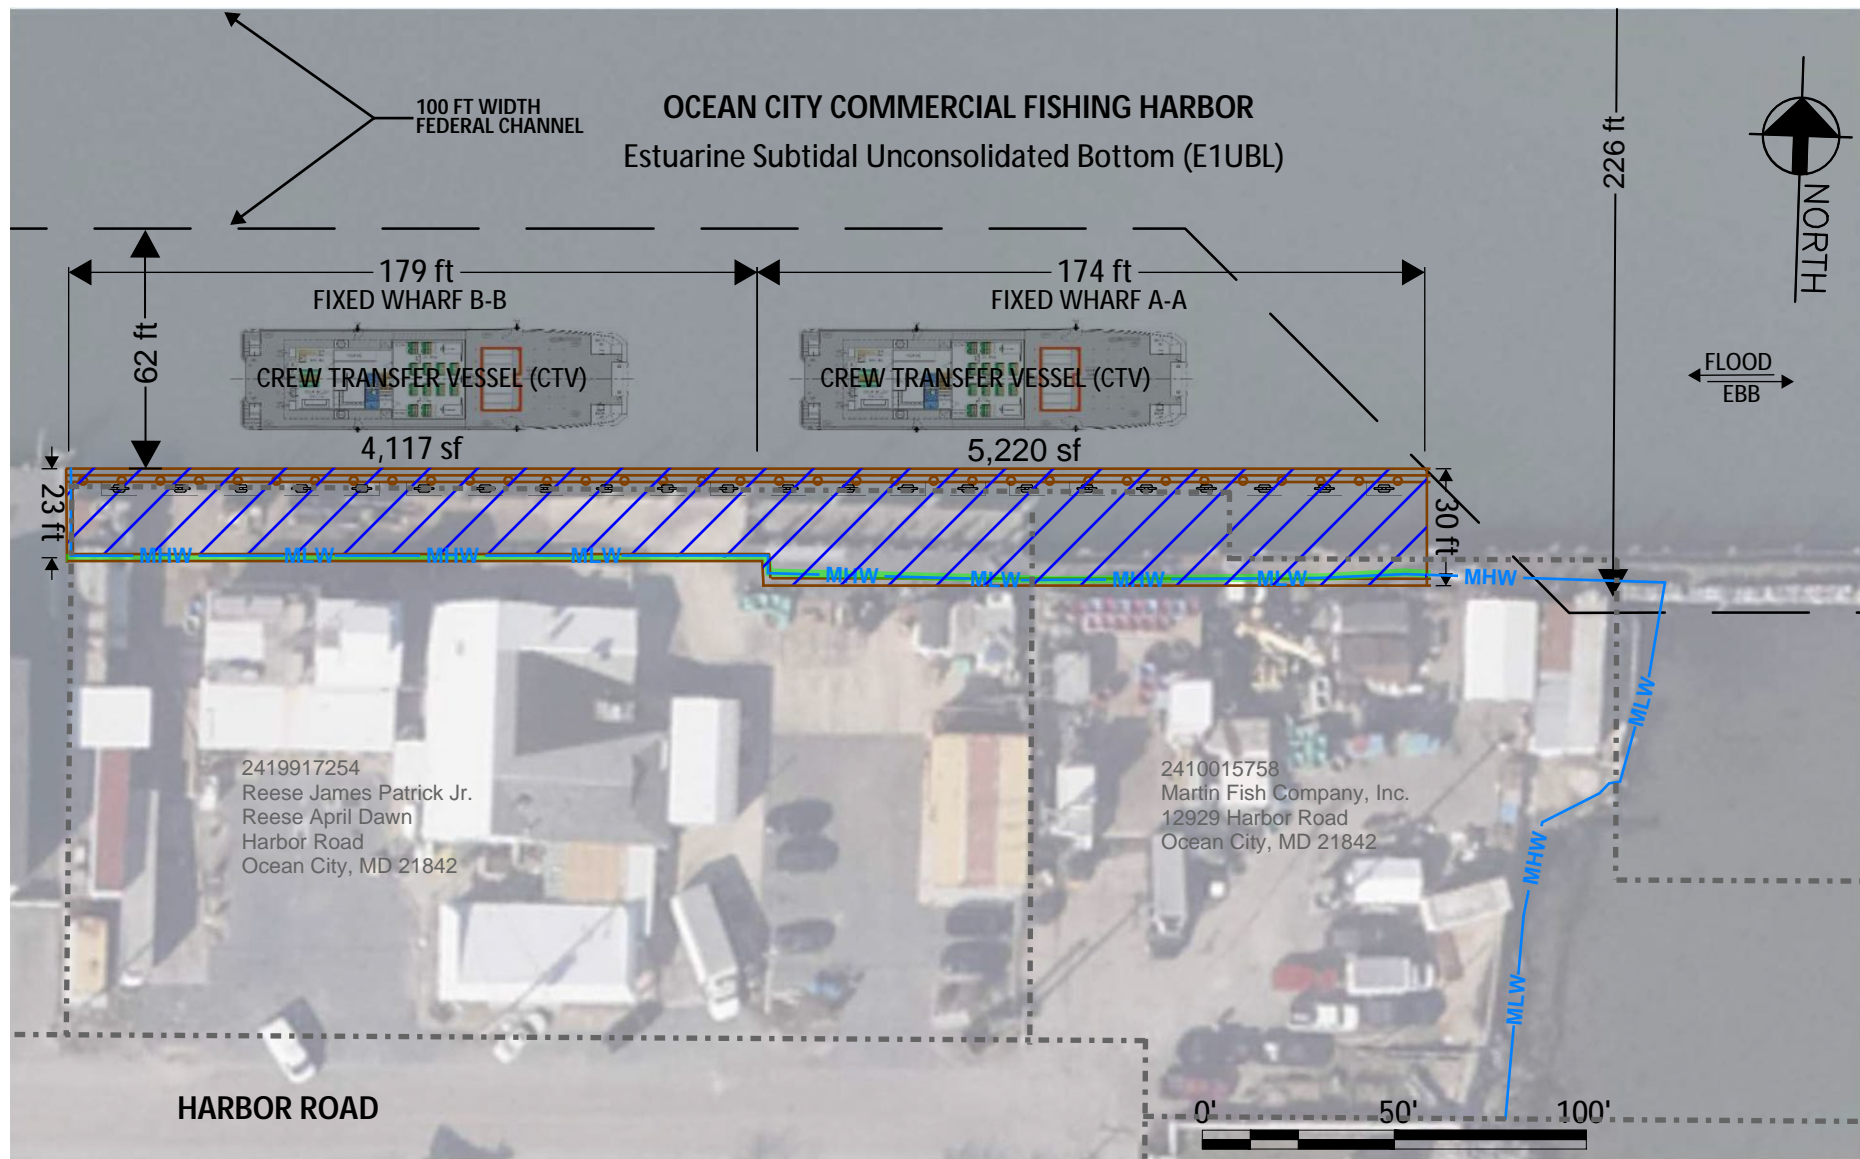 100 FT WIDTH
FEDERAL CHANNEL
OCEAN CITY COMMERCIAL FISHING HARBOR
Estuarine Subtidal Unconsolidated Bottom (E1UBL)
226 ft
NORTH
179 ft
FIXED WHARF B-B
174 ft
FIXED WHARF A-A
62 ft
CREW TRANSFER VESSEL (CTV)
CREW TRANSFER VESSEL (CTV)
FLOOD
EBB
4,117 sf
5,220 sf
23 ft
30 ft
MHW
MLW
MHW
MLW
MHW
MLW
MHW
MLW
MHW
MLW
MHW
MLW
2419917254
Reese James Patrick Jr.
Reese April Dawn
Harbor Road
Ocean City, MD 21842
2410015758
Martin Fish Company, Inc.
12929 Harbor Road
Ocean City, MD 21842
HARBOR ROAD
0'
50'
100'